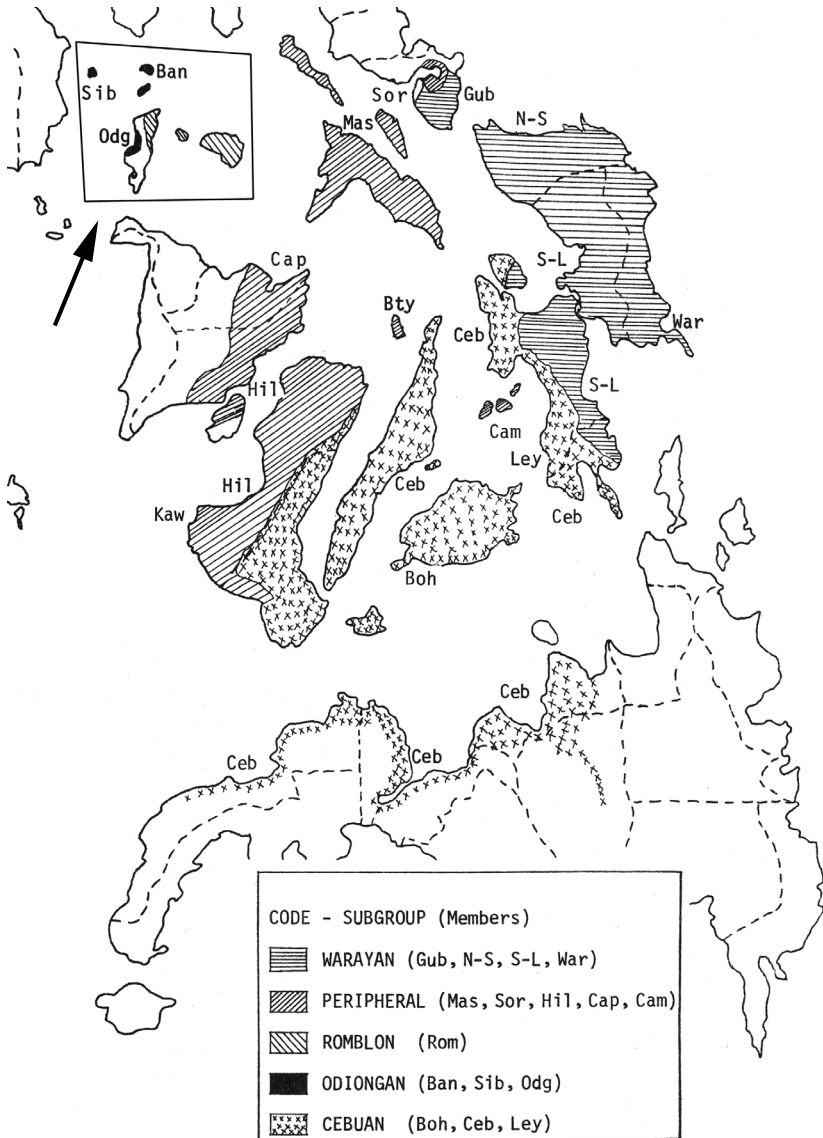 Ban
Sib
Sor
Gub
Mas
N-S
Odg
Cap
S-L
Bty
Ceb
War
Hil
S-L
Cam
Ley
Hil
Ceb
Kaw
Ceb
Boh
Ceb
Ceb
Ceb
CODE - SUBGROUP (Members)
WARAYAN (Gub, N-S, S-L, War)
PERIPHERAL (Mas, Sor, Hil, Cap, Cam)
ROMBLON (Rom)
ODIONGAN (Ban, Sib, Odg)
CEBUAN (Boh, Ceb, Ley)